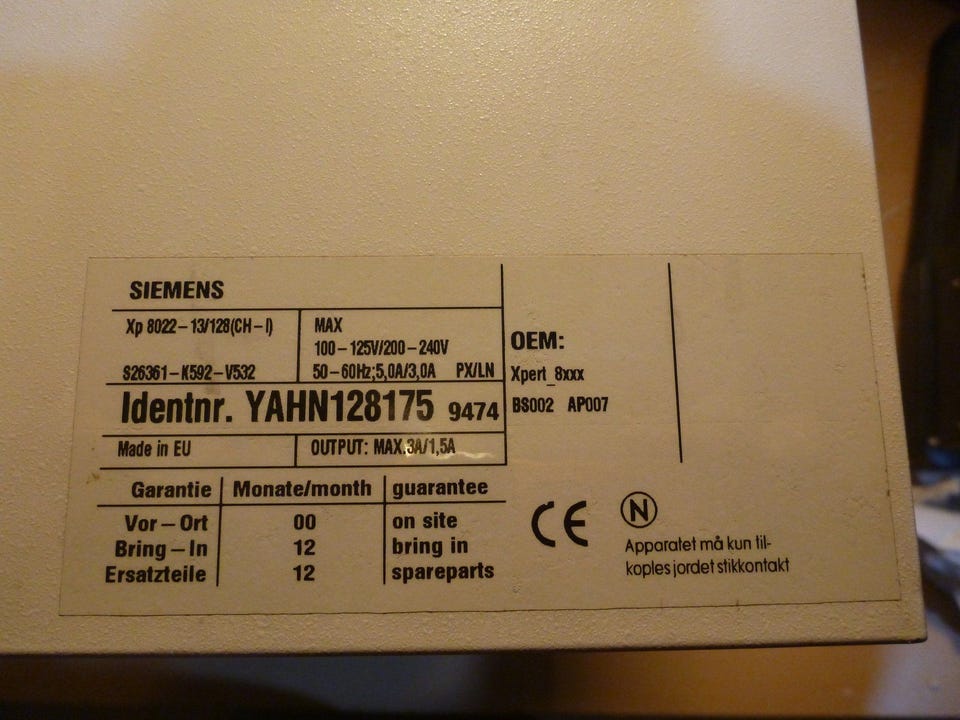 SIEMENS
Xp 8022-13/128(CH-I)
S26361-K592-V532
MAX
100-125V/200-240V
50-60Hz;5,0A/3,0A PX/LN
Identnr. YAHN128175 9474
Made in EU
OUTPUT: MAX.3A/1,5A
OEM:
Xpert_8xxx
BS002 AP007
Garantie Monate/month guarantee
Vor-Ort 00 on site
Bring-In 12 bring in
Ersatzteile 12 spareparts
CE
N
Apparatet må kun til-
koples jordet stikkontakt